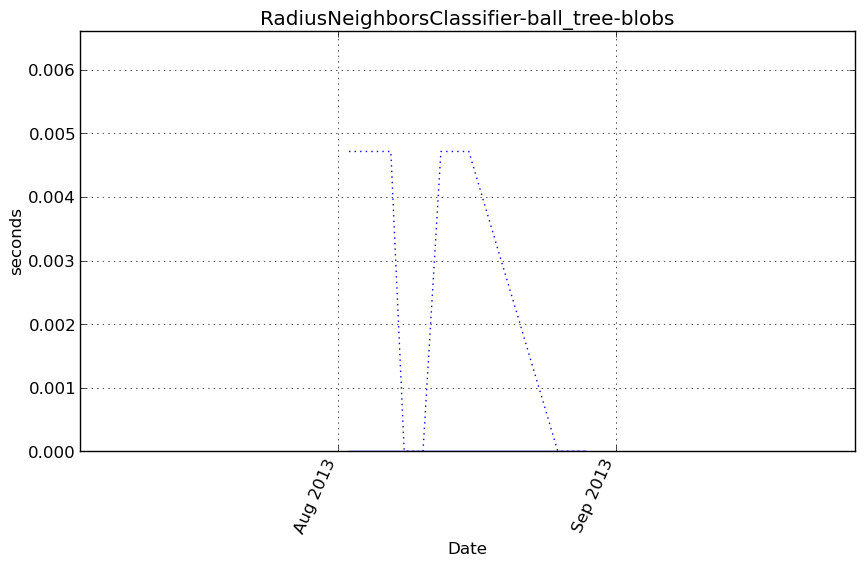 RadiusNeighborsClassifier-ball_tree-blobs
0.006
0.005
0.004
0.003
0.002
0.001
0.000
seconds
Aug 2013
Sep 2013
Date